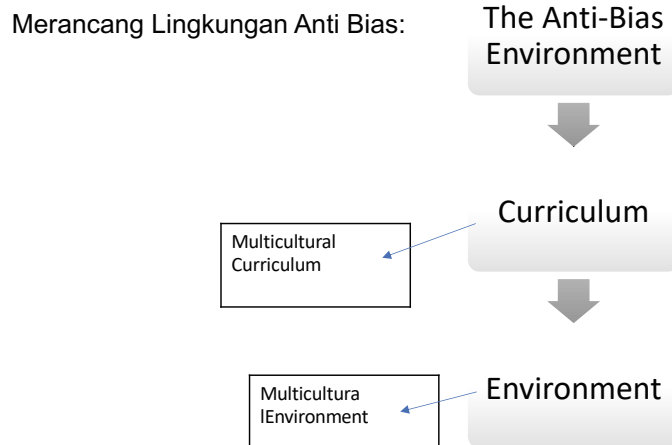 Merancang Lingkungan Anti Bias:
The Anti-Bias
Environment
Curriculum
Multicultural
Curriculum
Environment
Multicultura
lEnvironment